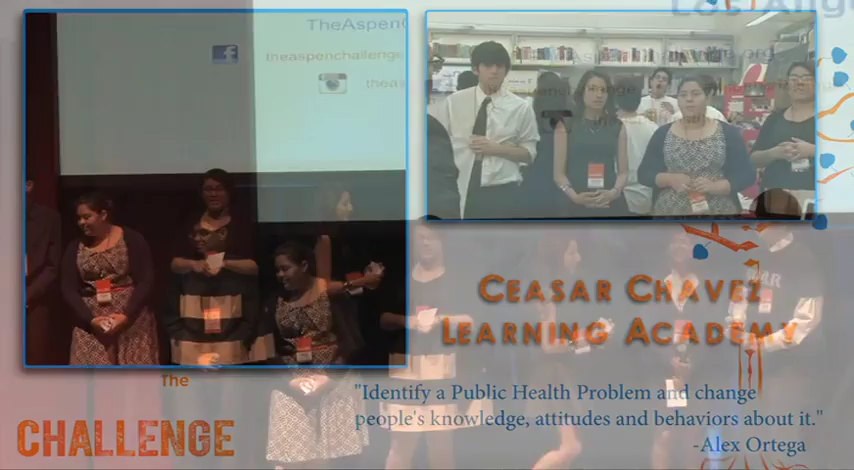 TheAspenC
theaspenchallenge
theas
CEASAR CHAVEZ
LEARNING ACADEMY
"Identify a Public Health Problem and change
people's knowledge, attitudes and behaviors about it."
-Alex Ortega
The
CHALLENGE